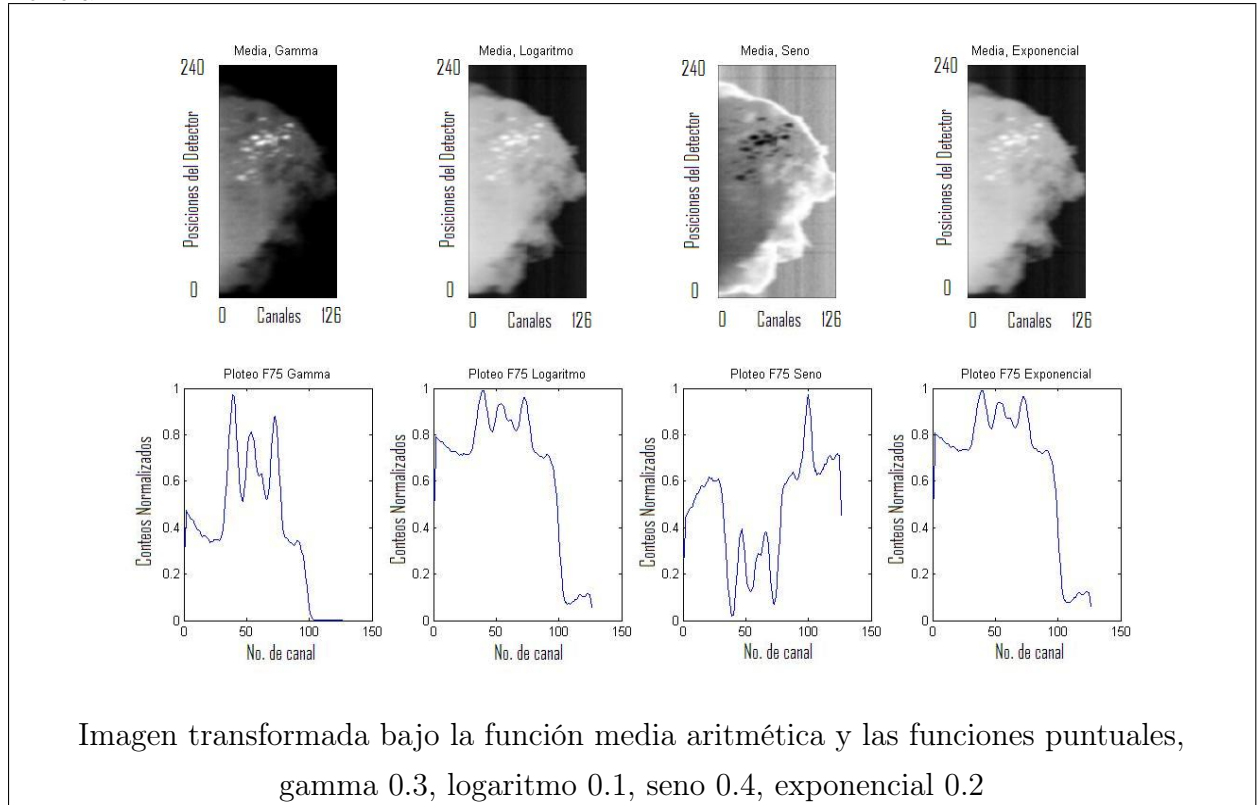 Media, Gamma
Media, Logaritmo
Media, Seno
Media, Exponencial
240
Posiciones del Detector
0
0 Canales 126
240
Posiciones del Detector
0
0 Canales 126
240
Posiciones del Detector
0
0 Canales 126
240
Posiciones del Detector
0
0 Canales 126
Ploteo F75 Gamma
Conteos Normalizados
1
0.8
0.6
0.4
0.2
0
0 50 100 150
No. de canal
Ploteo F75 Logaritmo
Conteos Normalizados
1
0.8
0.6
0.4
0.2
0
0 50 100 150
No. de canal
Ploteo F75 Seno
Conteos Normalizados
1
0.8
0.6
0.4
0.2
0
0 50 100 150
No. de canal
Ploteo F75 Exponencial
Conteos Normalizados
1
0.8
0.6
0.4
0.2
0
0 50 100 150
No. de canal
Imagen transformada bajo la función media aritmética y las funciones puntuales,
gamma 0.3, logaritmo 0.1, seno 0.4, exponencial 0.2